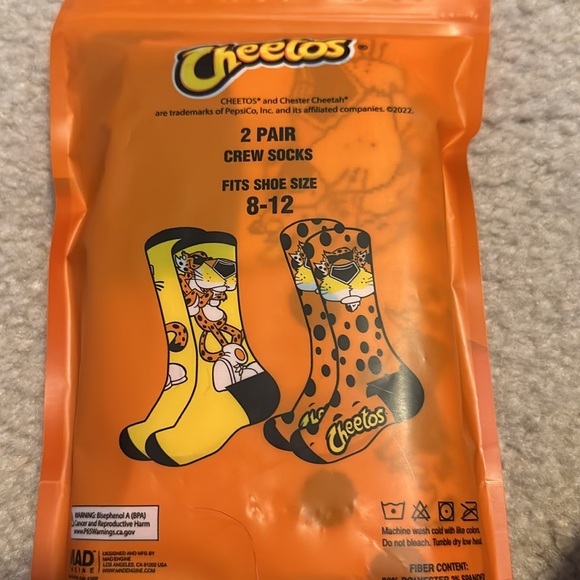 Cheetos®
CHEETOS® and Chester Cheetah®
are trademarks of PepsiCo, Inc. and its affiliated companies. ©2022.
2 PAIR
CREW SOCKS
FITS SHOE SIZE
8-12
Cheetos
WARNING: Bisephenol A (BPA)
Cancer and Reproductive Harm
www.P65Warnings.ca.gov
Machine wash cold with like colors.
Do not bleach. Tumble dry low heat.
MAD
DESIGNED AND MFG BY
MAD ENGINE
LOS ANGELES, CA 91203 USA
WWW.MADENGINE.COM
FIBER CONTENT: